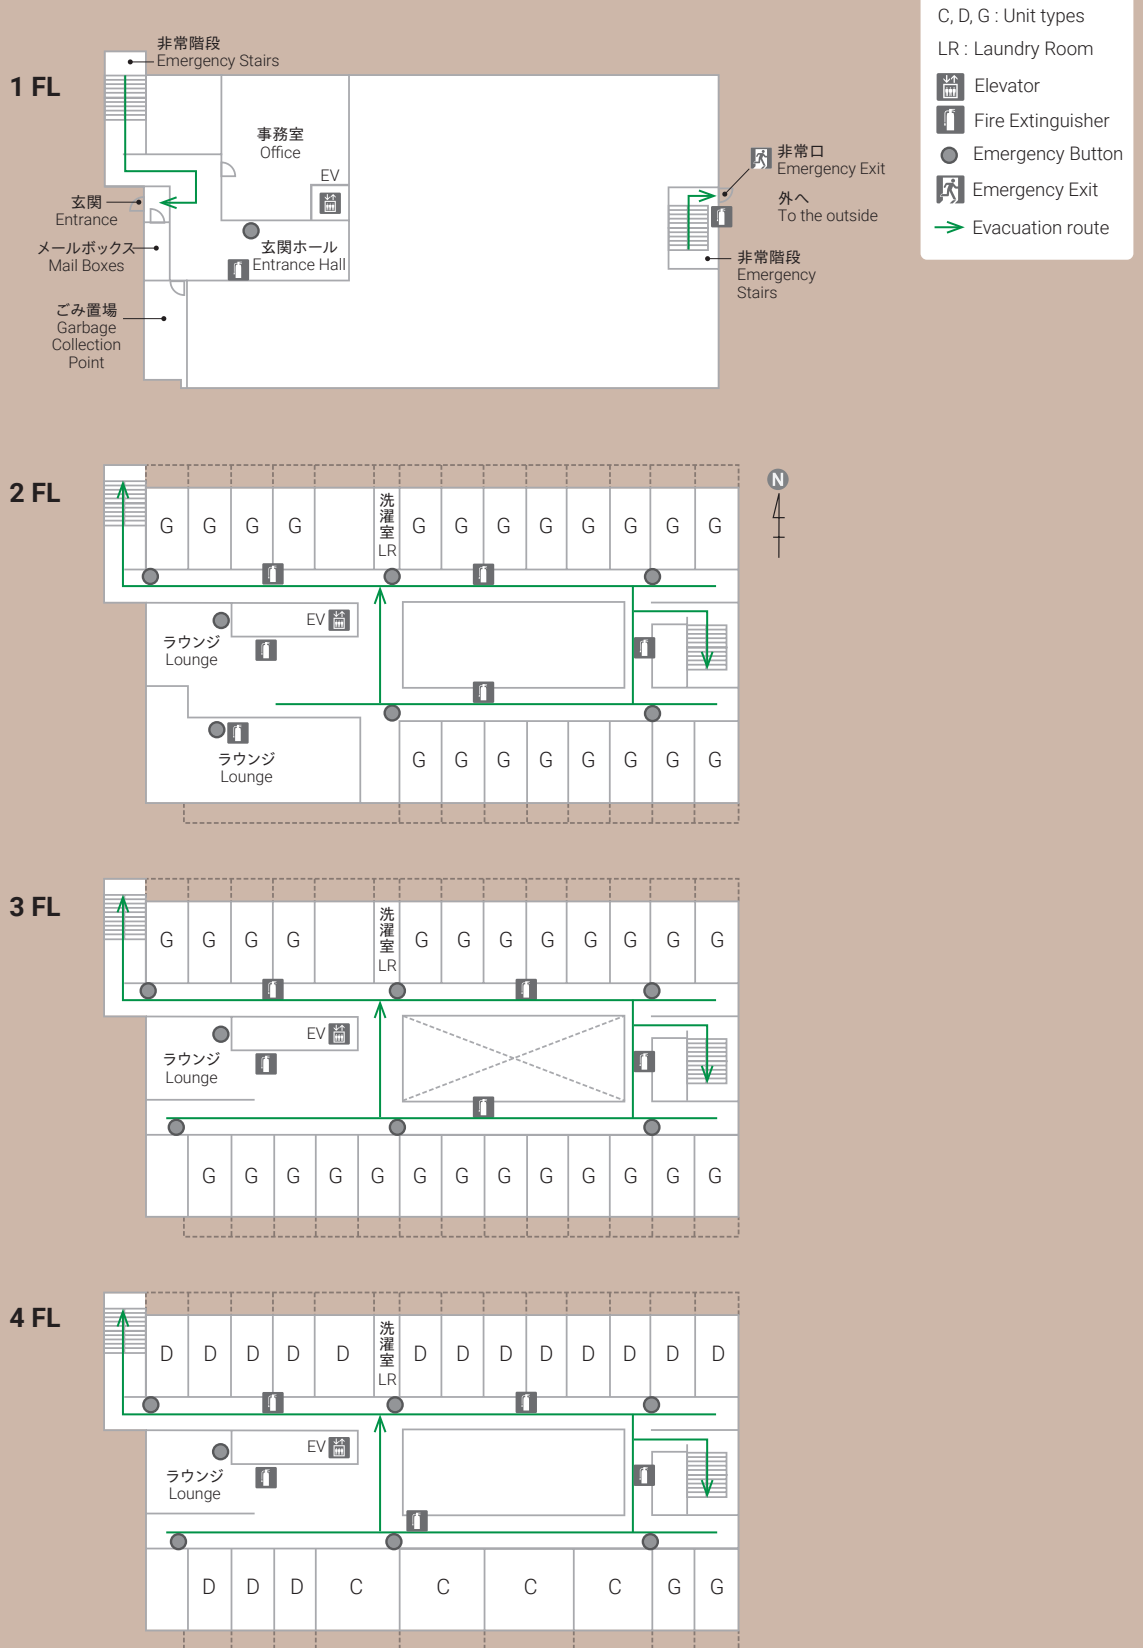 C, D, G : Unit types
LR : Laundry Room
Elevator
Fire Extinguisher
Emergency Button
Emergency Exit
Evacuation route
1 FL
非常階段
Emergency Stairs
事務室
Office
EV
玄関
Entrance
メールボックス
Mail Boxes
玄関ホール
Entrance Hall
ごみ置場
Garbage
Collection
Point
非常口
Emergency Exit
外へ
To the outside
非常階段
Emergency
Stairs
2 FL
N
G G G G 洗濯室 LR G G G G G G G G
EV
ラウンジ
Lounge
ラウンジ
Lounge
G G G G G G G G
3 FL
G G G G 洗濯室 LR G G G G G G G G
EV
ラウンジ
Lounge
G G G G G G G G G G G G G
4 FL
D D D D D 洗濯室 LR D D D D D D D D
EV
ラウンジ
Lounge
D D D C C C C G G